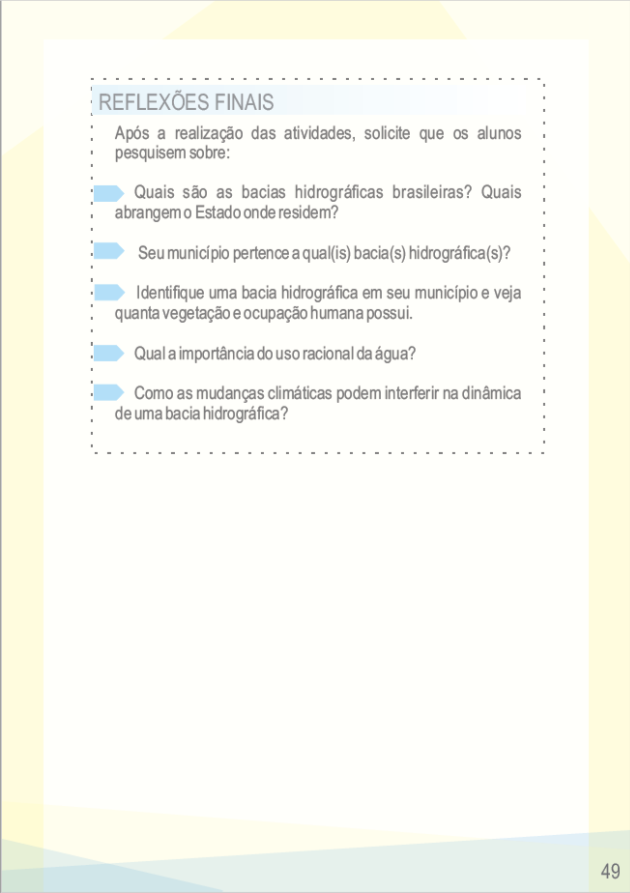 REFLEXÕES FINAIS
Após a realização das atividades, solicite que os alunos
pesquisem sobre:
Quais são as bacias hidrográficas brasileiras? Quais
abrangem o Estado onde residem?
Seu município pertence a qual(is) bacia(s) hidrográfica(s)?
Identifique uma bacia hidrográfica em seu município e veja
quanta vegetação e ocupação humana possui.
Qual a importância do uso racional da água?
Como as mudanças climáticas podem interferir na dinâmica
de uma bacia hidrográfica?
49